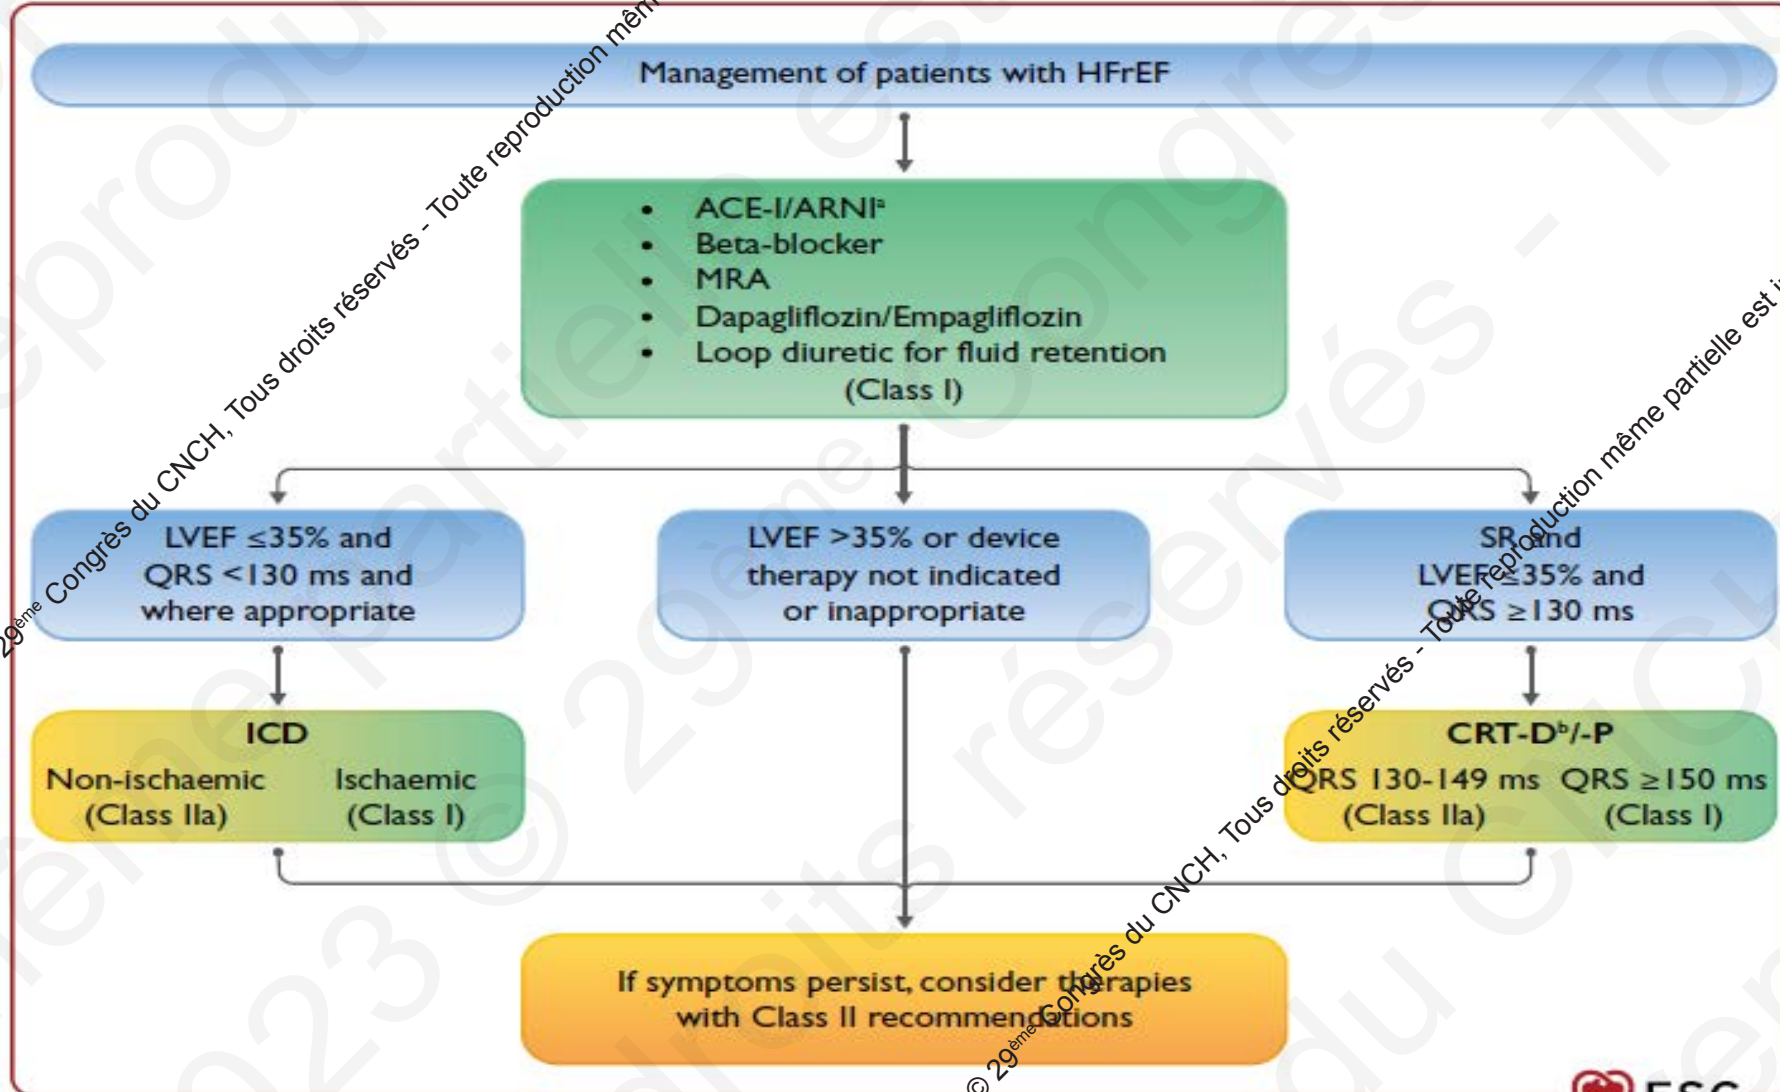 Management of patients with HFrEF
• ACE-I/ARNIᵃ
• Beta-blocker
• MRA
• Dapagliflozin/Empagliflozin
• Loop diuretic for fluid retention
(Class I)
LVEF ≤35% and
QRS <130 ms and
where appropriate
LVEF >35% or device
therapy not indicated
or inappropriate
SR and
LVEF ≤35% and
QRS ≥130 ms
ICD
Non-ischaemic
(Class IIa)
Ischaemic
(Class I)
CRT-Dᵇ/-P
QRS 130-149 ms
(Class IIa)
QRS ≥150 ms
(Class I)
If symptoms persist, consider therapies
with Class II recommendations
29ème Congrès du CNCH, Tous droits réservés - Toute reproduction
© 29ème Congrès du CNCH, Tous droits réservés - Toute reproduction même partielle est